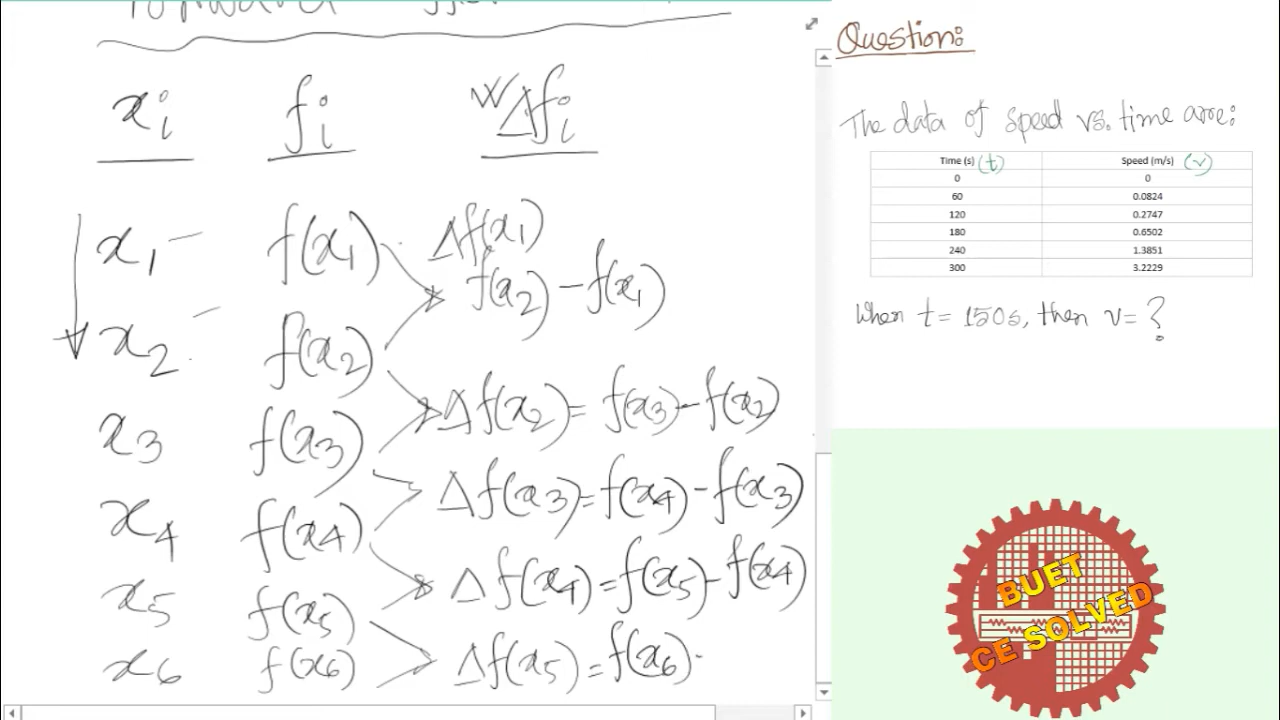 Forward
xi fi Δfi
x1 f(x1) Δf(x1)
f(x2) - f(x1)
x2 f(x2)
Δf(x2) = f(x3) - f(x2)
x3 f(x3)
Δf(x3) = f(x4) - f(x3)
x4 f(x4)
Δf(x4) = f(x5) - f(x4)
x5 f(x5)
x6 f(x6) Δf(x5) = f(x6) -
Question:
The data of speed vs. time are:
Time (s) (t) Speed (m/s) (v)
0 0
60 0.0824
120 0.2747
180 0.6502
240 1.3851
300 3.2229
When t = 150s, then v = ?
BUET
CE SOLVED